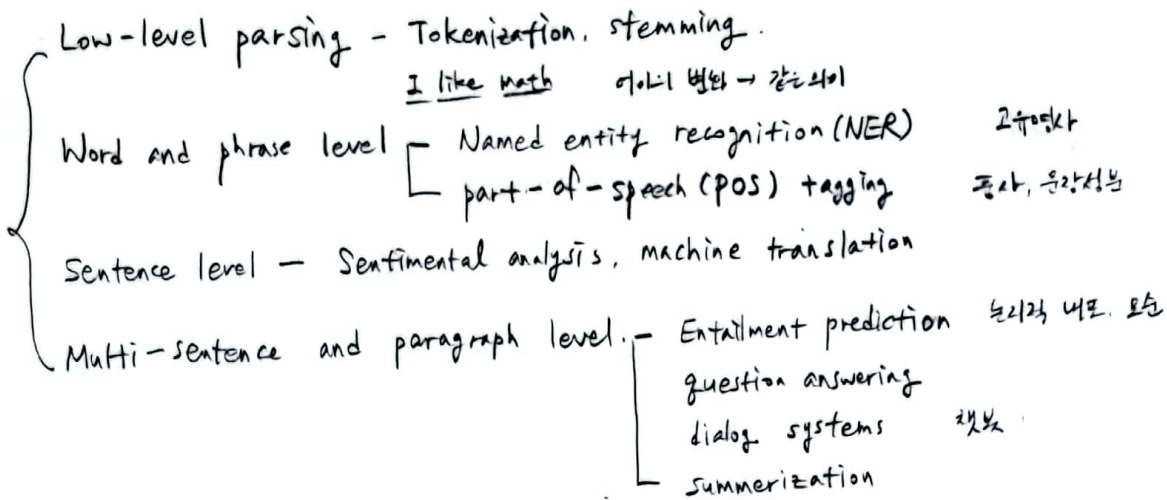 Low-level parsing - Tokenization, stemming.
I like math 어미 변화 → 같은 의미
Word and phrase level - Named entity recognition (NER) 고유명사
part-of-speech (POS) tagging 품사, 문장성분
Sentence level - Sentimental analysis, machine translation
Multi-sentence and paragraph level. - Entailment prediction 논리적 내포, 모순
question answering
dialog systems 챗봇
summerization